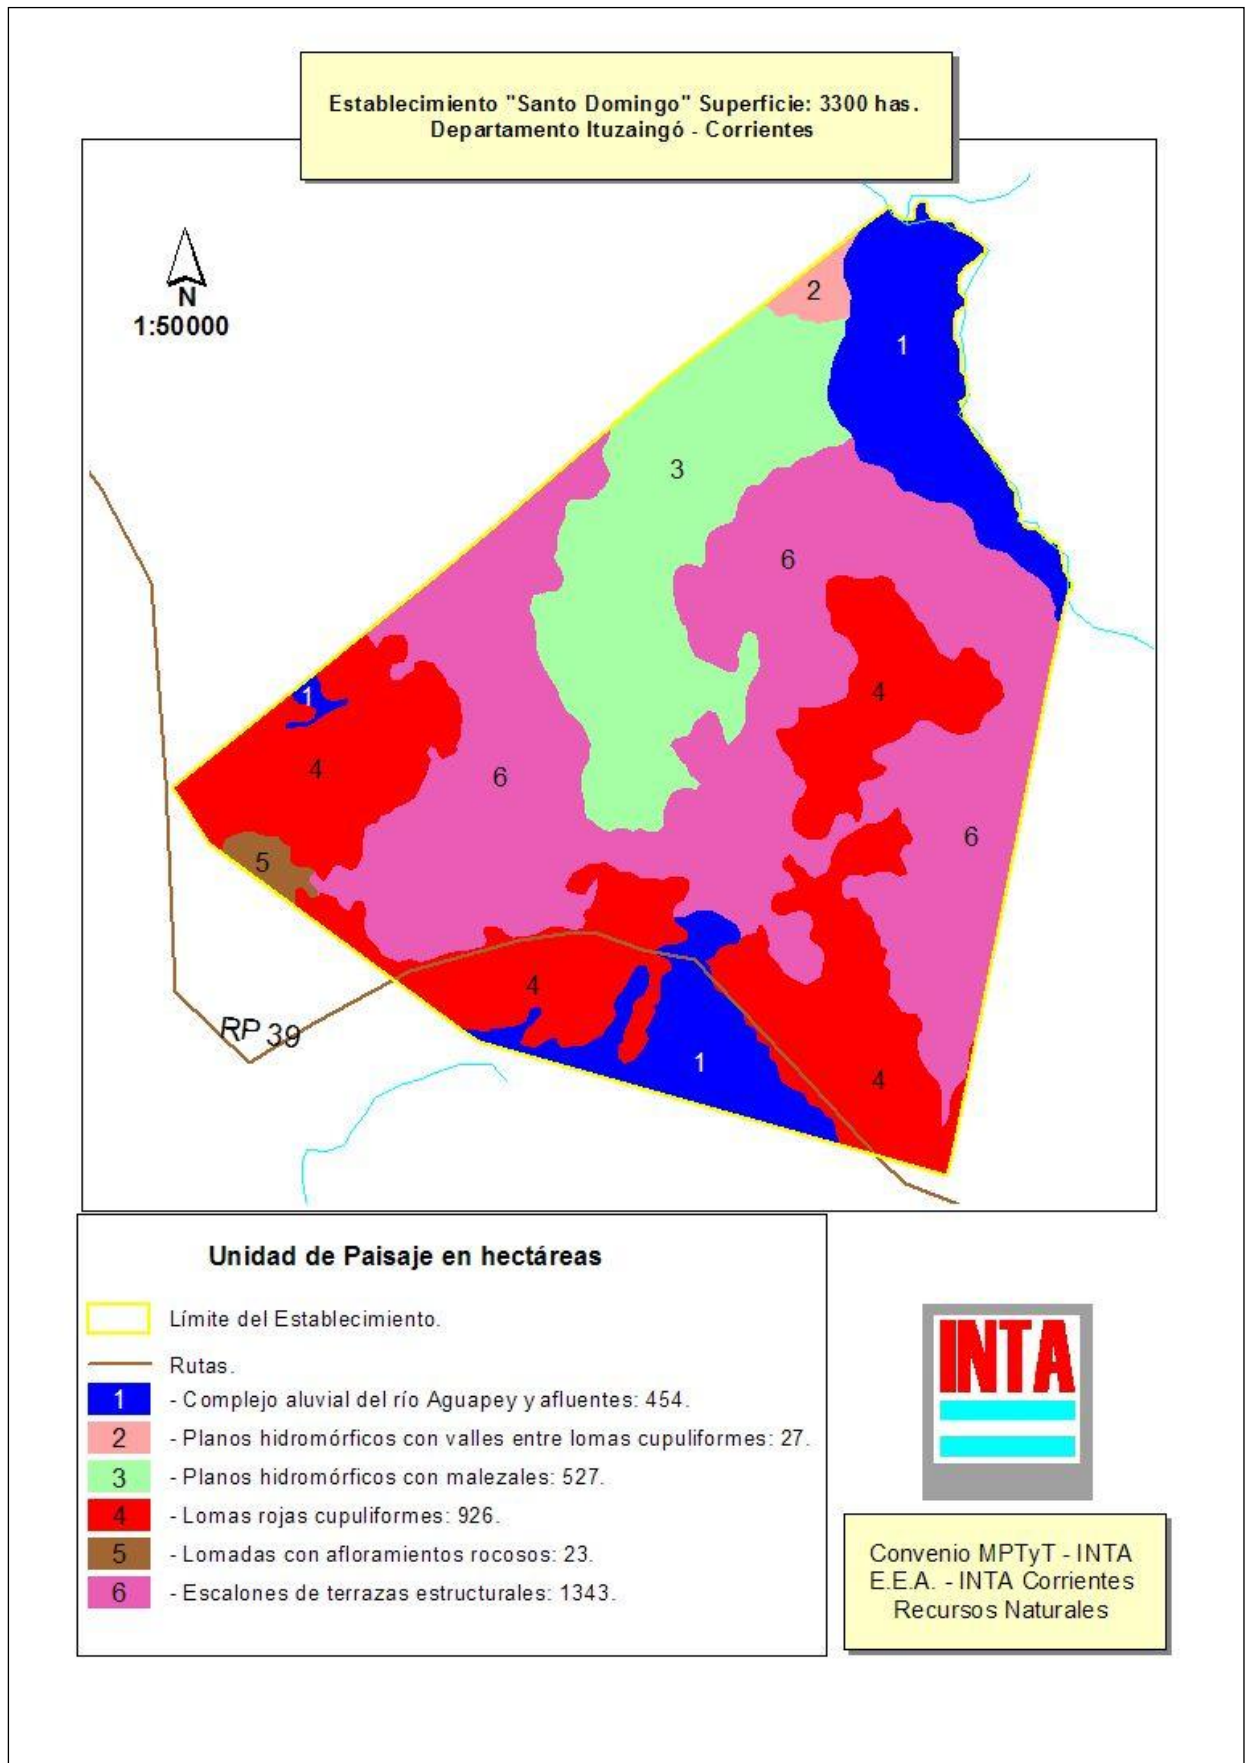 Establecimiento "Santo Domingo" Superficie: 3300 has.
Departamento Ituzaingó - Corrientes
N
1:50000
2
1
3
6
4
1
4
6
6
5
4
RP 39
1
4
Unidad de Paisaje en hectáreas
Límite del Establecimiento.
Rutas.
1 - Complejo aluvial del río Aguapey y afluentes: 454.
2 - Planos hidromórficos con valles entre lomas cupuliformes: 27.
3 - Planos hidromórficos con malezales: 527.
4 - Lomas rojas cupuliformes: 926.
5 - Lomadas con afloramientos rocosos: 23.
6 - Escalones de terrazas estructurales: 1343.
INTA
Convenio MPTyT - INTA
E.E.A. - INTA Corrientes
Recursos Naturales